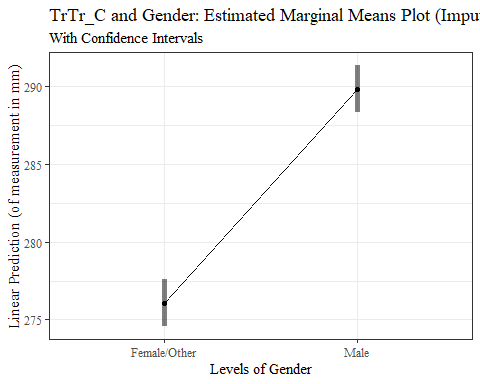 TrTr_C and Gender: Estimated Marginal Means Plot (Impu
With Confidence Intervals
Linear Prediction (of measurement in mm)
290
285
280
275
Female/Other Male
Levels of Gender